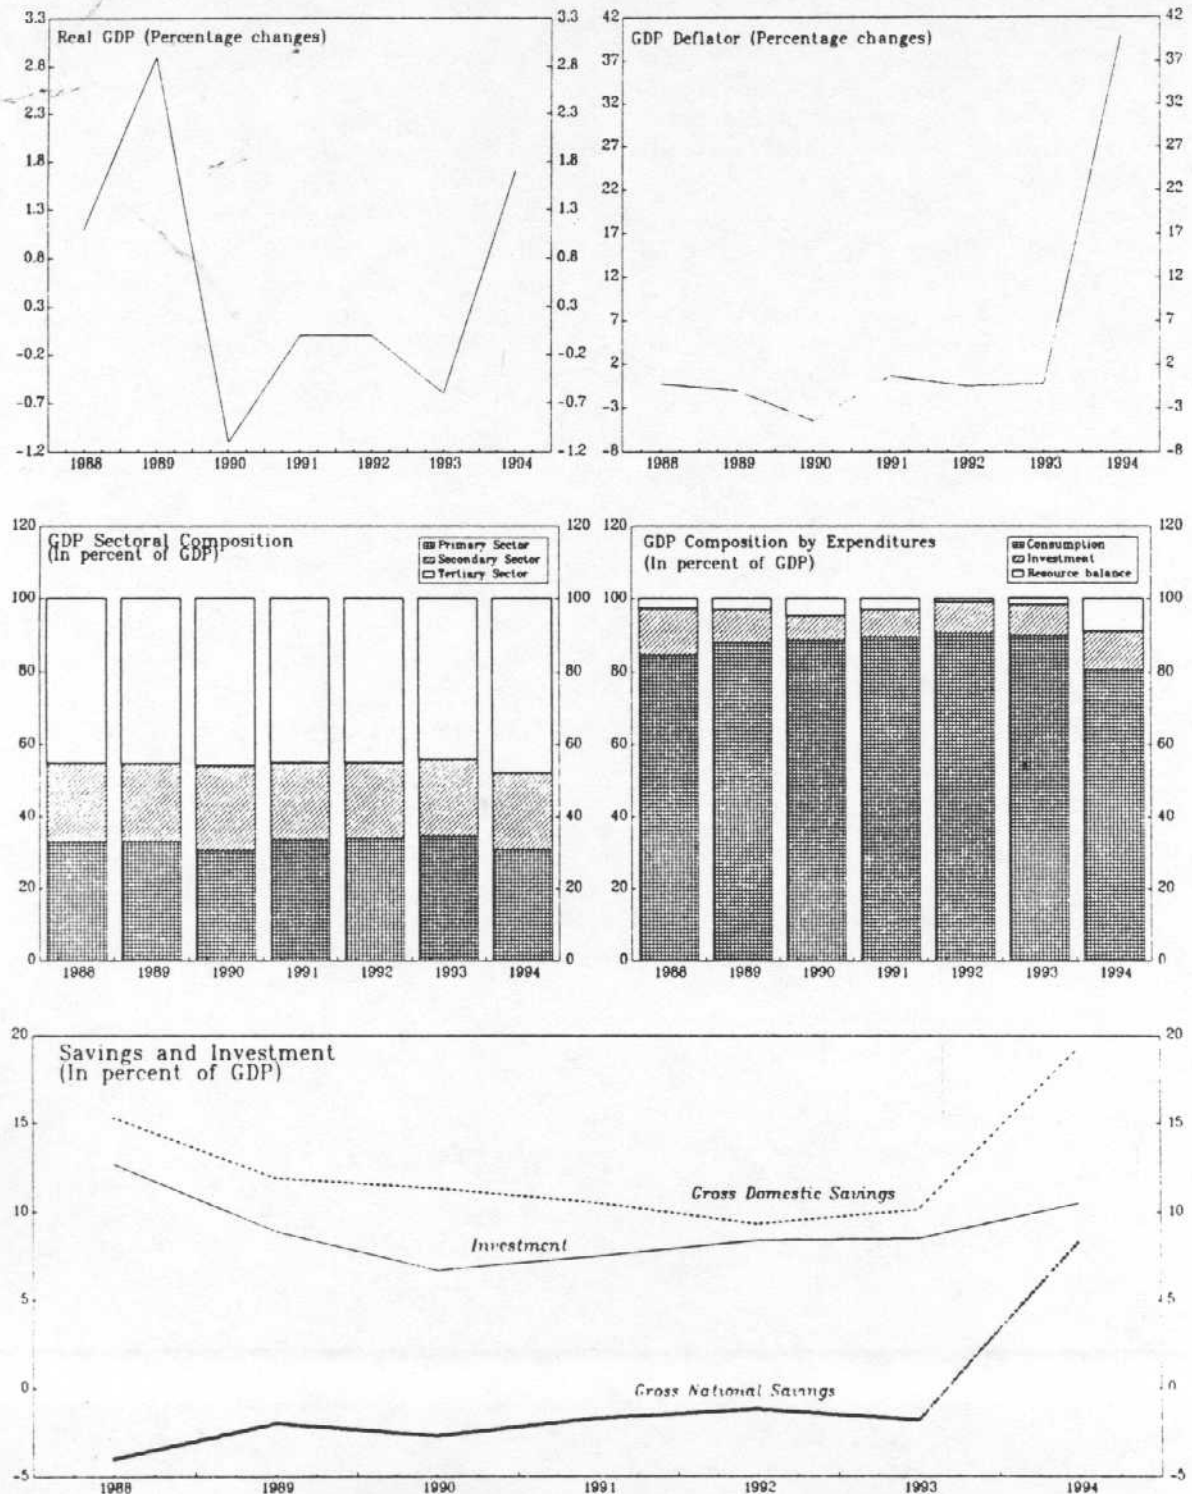 Real GDP (Percentage changes)
3.3 3.3
2.8 2.8
2.3 2.3
1.8 1.8
1.3 1.3
0.8 0.8
0.3 0.3
-0.2 -0.2
-0.7 -0.7
-1.2 -1.2
1988 1989 1990 1991 1992 1993 1994
GDP Deflator (Percentage changes)
42 42
37 37
32 32
27 27
22 22
17 17
12 12
7 7
2 2
-3 -3
-8 -8
1988 1989 1990 1991 1992 1993 1994
GDP Sectoral Composition
(In percent of GDP)
Primary Sector
Secondary Sector
Tertiary Sector
120 120
100 100
80 80
60 60
40 40
20 20
0 0
1988 1989 1990 1991 1992 1993 1994
GDP Composition by Expenditures
(In percent of GDP)
Consumption
Investment
Resource balance
120 120
100 100
80 80
60 60
40 40
20 20
0 0
1988 1989 1990 1991 1992 1993 1994
Savings and Investment
(In percent of GDP)
20 20
15 15
10 10
5 5
0 0
-5 -5
Gross Domestic Savings
Investment
Gross National Savings
1988 1989 1990 1991 1992 1993 1994